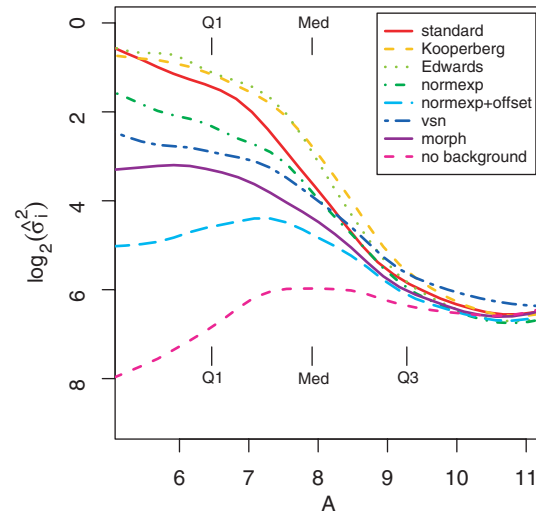 Q1 Med
standard
Kooperberg
Edwards
normexp
normexp+offset
vsn
morph
no background
0
2
4
6
8
log₂(σ̂²ᵢ)
Q1 Med Q3
6 7 8 9 10 11
A